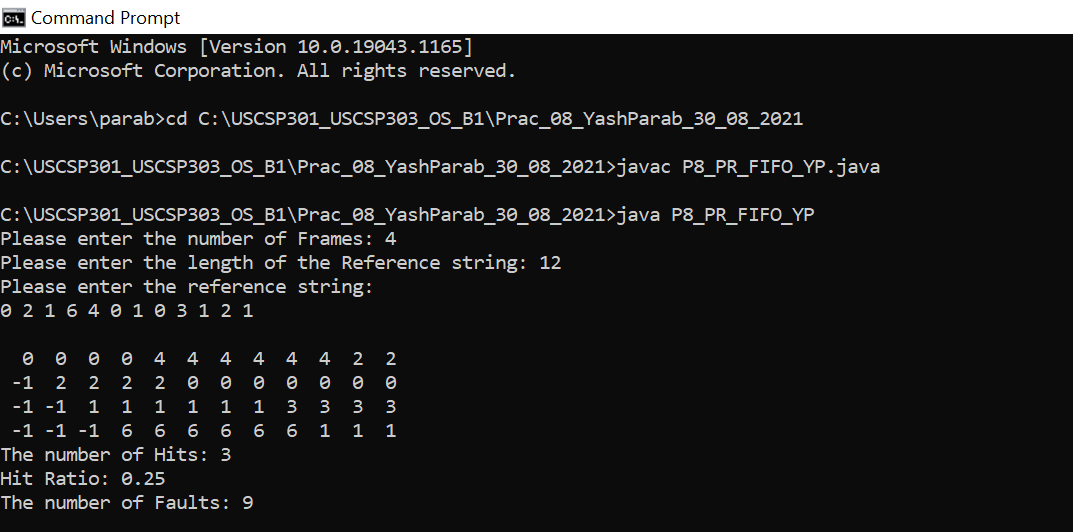 Command Prompt
Microsoft Windows [Version 10.0.19043.1165]
(c) Microsoft Corporation. All rights reserved.
C:\Users\parab>cd C:\USCSP301_USCSP303_OS_B1\Prac_08_YashParab_30_08_2021
C:\USCSP301_USCSP303_OS_B1\Prac_08_YashParab_30_08_2021>javac P8_PR_FIFO_YP.java
C:\USCSP301_USCSP303_OS_B1\Prac_08_YashParab_30_08_2021>java P8_PR_FIFO_YP
Please enter the number of Frames: 4
Please enter the length of the Reference string: 12
Please enter the reference string:
0 2 1 6 4 0 1 0 3 1 2 1
0 0 0 0 4 4 4 4 4 4 2 2
-1 2 2 2 2 0 0 0 0 0 0 0
-1 -1 1 1 1 1 1 1 3 3 3 3
-1 -1 -1 6 6 6 6 6 6 1 1 1
The number of Hits: 3
Hit Ratio: 0.25
The number of Faults: 9